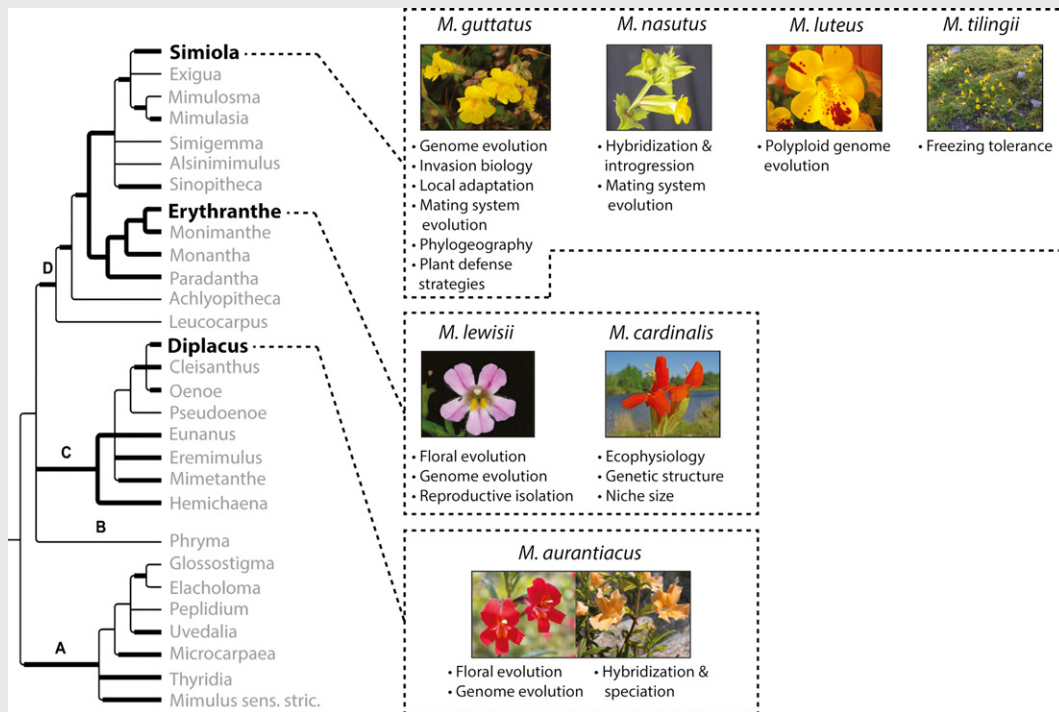 Simiola
Exigua
Mimulosma
Mimulasia
Simigemma
Alsinimimulus
Sinopitheca
Erythranthe
Monimanthe
Monantha
Paradantha
Achlyopitheca
Leucocarpus
Diplacus
Cleisanthus
Oenoe
Pseudoenoe
Eunanus
Eremimulus
Mimetanthe
Hemichaena
Phryma
Glossostigma
Elacholoma
Peplidium
Uvedalia
Microcarpaea
Thyridia
Mimulus sens. stric.
D
C
B
A
M. guttatus
• Genome evolution
• Invasion biology
• Local adaptation
• Mating system
evolution
• Phylogeography
• Plant defense
strategies
M. nasutus
• Hybridization &
introgression
• Mating system
evolution
M. luteus
• Polyploid genome
evolution
M. tilingii
• Freezing tolerance
M. lewisii
• Floral evolution
• Genome evolution
• Reproductive isolation
M. cardinalis
• Ecophysiology
• Genetic structure
• Niche size
M. aurantiacus
• Floral evolution
• Genome evolution
• Hybridization &
speciation